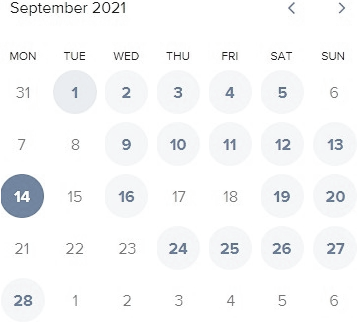 September 2021
MON TUE WED THU FRI SAT SUN
31 1 2 3 4 5 6
7 8 9 10 11 12 13
14 15 16 17 18 19 20
21 22 23 24 25 26 27
28 1 2 3 4 5 6